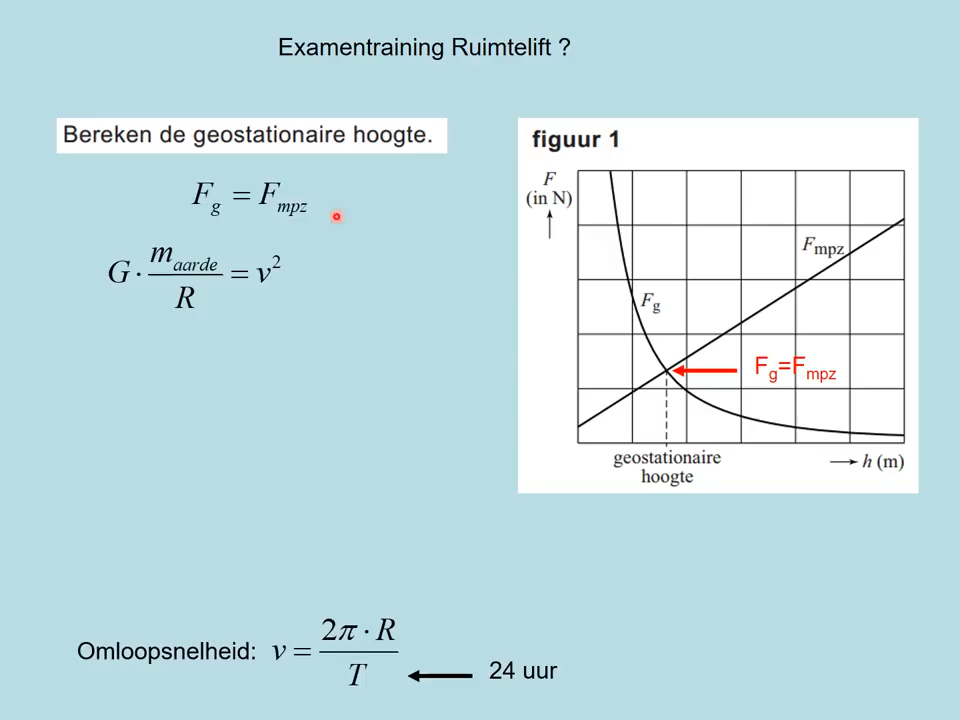 Examentraining Ruimtelift ?
Bereken de geostationaire hoogte.
F_g = F_mpz
G · m_aarde / R = v²
figuur 1
F
(in N)
F_mpz
F_g
F_g=F_mpz
geostationaire
hoogte
h (m)
Omloopsnelheid: v = 2π · R / T
24 uur